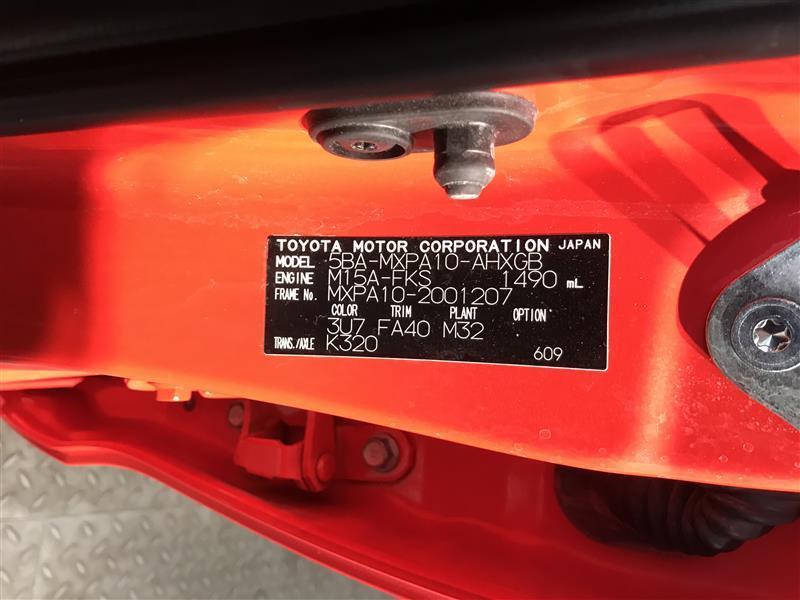 TOYOTA MOTOR CORPORATION JAPAN
MODEL 5BA-MXPA10-AHXGB
ENGINE M15A-FKS 1490 mL
FRAME No. MXPA10-2001207
COLOR TRIM PLANT OPTION
3U7 FA40 M32
TRANS./AXLE K320
609